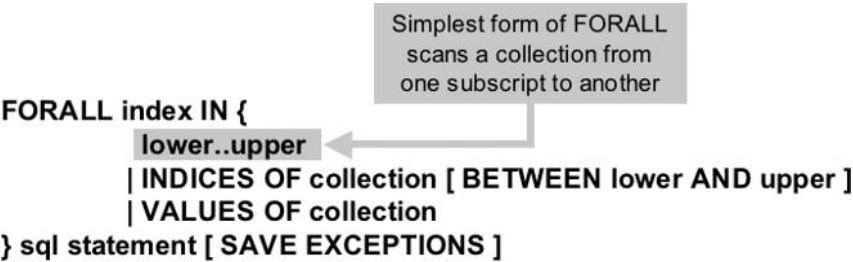 Simplest form of FORALL
scans a collection from
one subscript to another
FORALL index IN {
lower..upper
| INDICES OF collection [ BETWEEN lower AND upper ]
| VALUES OF collection
} sql statement [ SAVE EXCEPTIONS ]